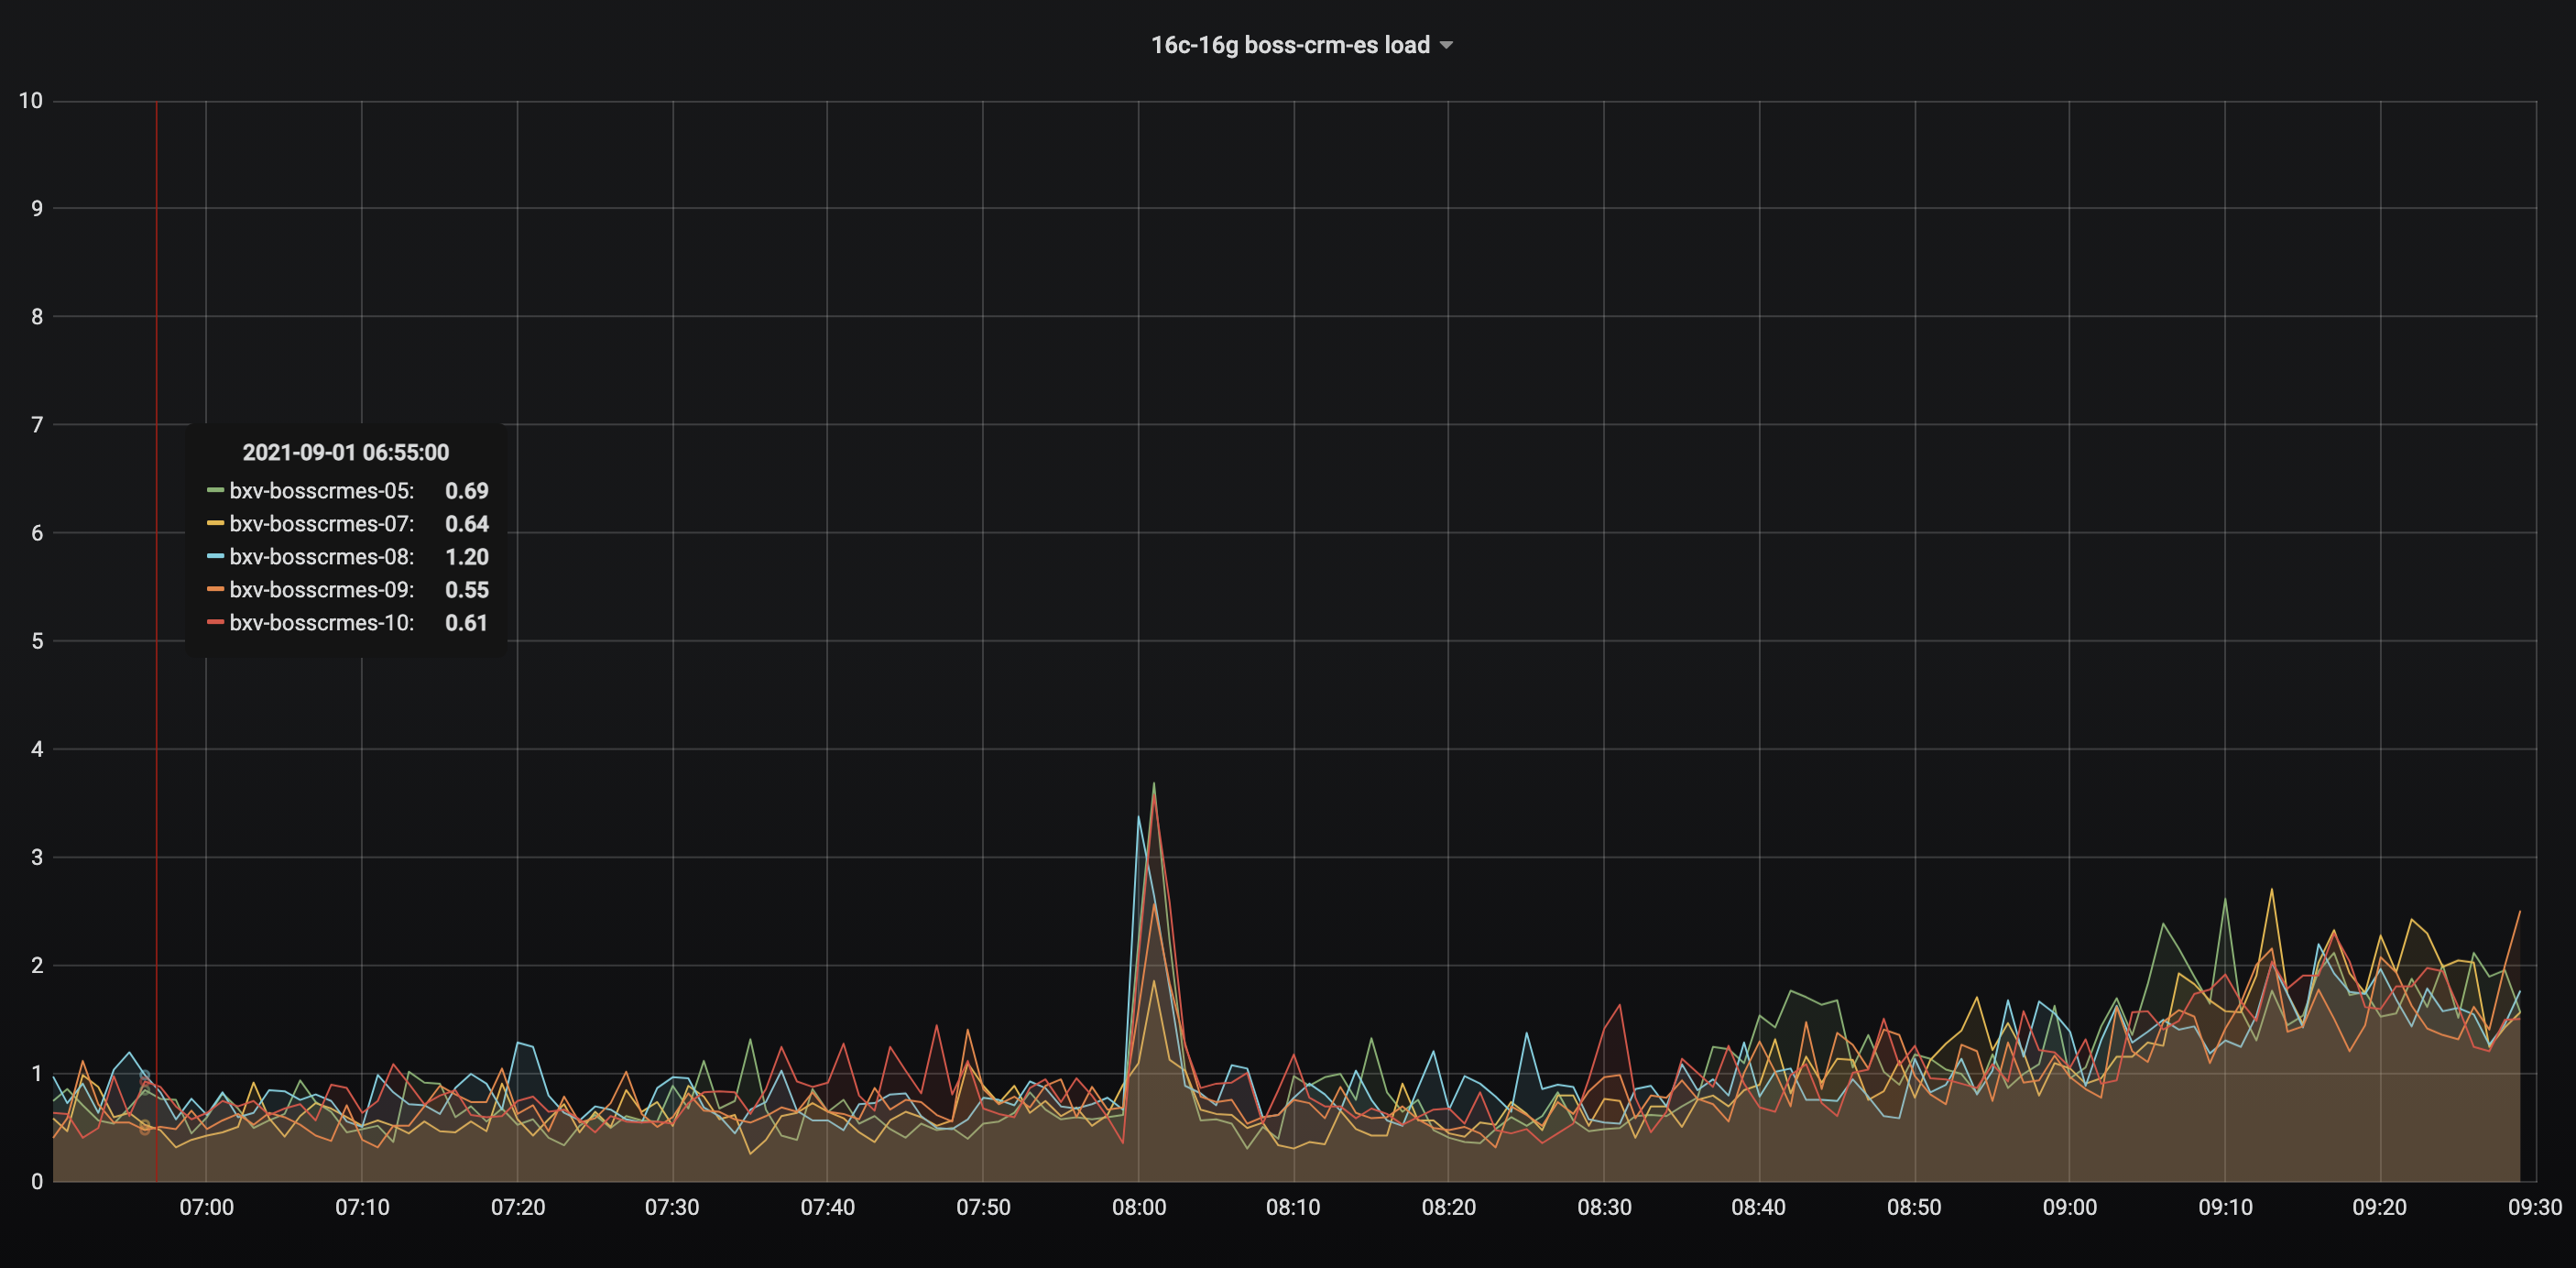 16c-16g boss-crm-es load
10
9
8
7
6
5
4
3
2
1
0
2021-09-01 06:55:00
bxv-bosscrmes-05: 0.69
bxv-bosscrmes-07: 0.64
bxv-bosscrmes-08: 1.20
bxv-bosscrmes-09: 0.55
bxv-bosscrmes-10: 0.61
07:00 07:10 07:20 07:30 07:40 07:50 08:00 08:10 08:20 08:30 08:40 08:50 09:00 09:10 09:20 09:30